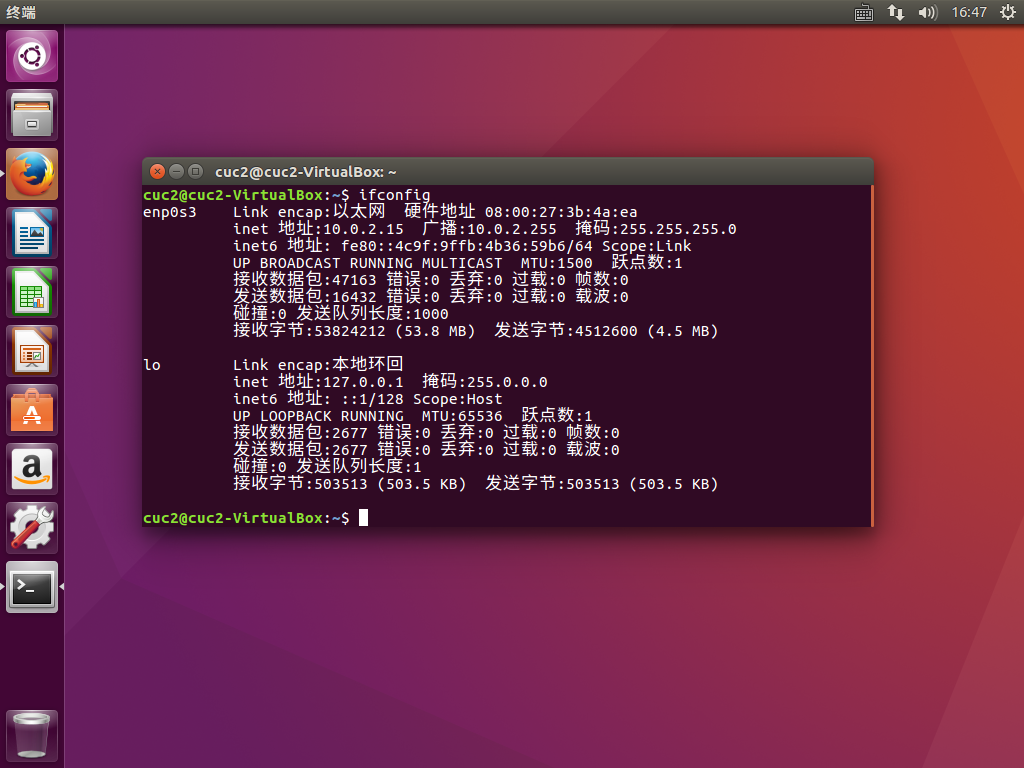 终端
16:47
cuc2@cuc2-VirtualBox: ~
cuc2@cuc2-VirtualBox:~$ ifconfig
enp0s3    Link encap:以太网  硬件地址 08:00:27:3b:4a:ea
          inet 地址:10.0.2.15  广播:10.0.2.255  掩码:255.255.255.0
          inet6 地址: fe80::4c9f:9ffb:4b36:59b6/64 Scope:Link
          UP BROADCAST RUNNING MULTICAST  MTU:1500  跃点数:1
          接收数据包:47163 错误:0 丢弃:0 过载:0 帧数:0
          发送数据包:16432 错误:0 丢弃:0 过载:0 载波:0
          碰撞:0 发送队列长度:1000
          接收字节:53824212 (53.8 MB)  发送字节:4512600 (4.5 MB)
lo        Link encap:本地环回
          inet 地址:127.0.0.1  掩码:255.0.0.0
          inet6 地址: ::1/128 Scope:Host
          UP LOOPBACK RUNNING  MTU:65536  跃点数:1
          接收数据包:2677 错误:0 丢弃:0 过载:0 帧数:0
          发送数据包:2677 错误:0 丢弃:0 过载:0 载波:0
          碰撞:0 发送队列长度:1
          接收字节:503513 (503.5 KB)  发送字节:503513 (503.5 KB)
cuc2@cuc2-VirtualBox:~$